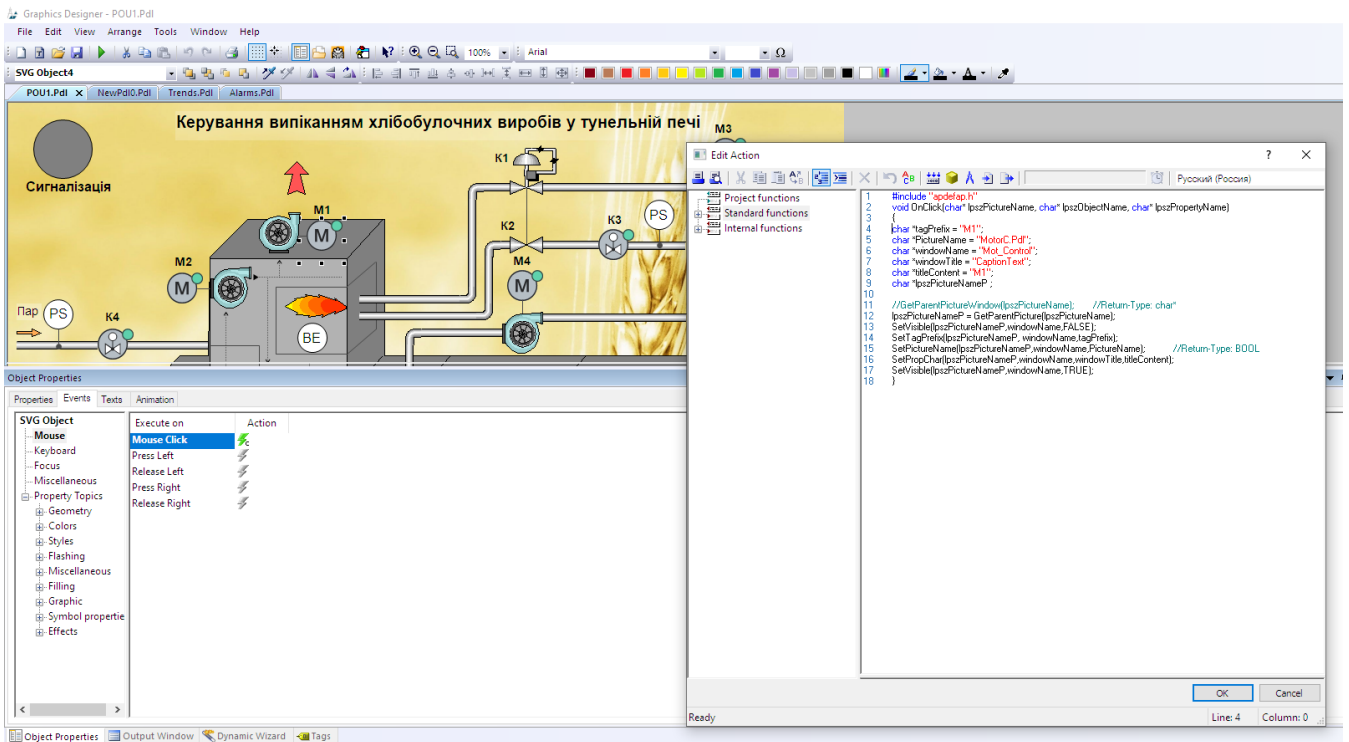 Graphics Designer - POU1.Pdl
File Edit View Arrange Tools Window Help
100% Arial Ω
SVG Object4
POU1.Pdl X NewPdl0.Pdl Trends.Pdl Alarms.Pdl
Керування випіканням хлібобулочних виробів у тунельній печі
M3
K1
Сигналізація
M1
M
K2
K3
PS
M2
M
M4
M
Пар
PS
K4
BE
Object Properties
Properties Events Texts Animation
SVG Object
Mouse
Keyboard
Focus
Miscellaneous
Property Topics
Geometry
Colors
Styles
Flashing
Miscellaneous
Filling
Graphic
Symbol propertie
Effects
Execute on Action
Mouse Click
Press Left
Release Left
Press Right
Release Right
Object Properties Output Window Dynamic Wizard Tags
Edit Action ? X
Русский (Россия)
Project functions
Standard functions
Internal functions
1 #include "apdefap.h"
2 void OnClick(char* lpszPictureName, char* lpszObjectName, char* lpszPropertyName)
3 {
4 char *tagPrefix = "M1";
5 char *PictureName = "MotorC.Pdl";
6 char *windowName = "Mot_Control";
7 char *windowTitle = "CaptionText";
8 char *titleContent = "M1";
9 char *lpszPictureNameP ;
10
11 //GetParentPictureWindow(lpszPictureName); //Return-Type: char*
12 lpszPictureNameP = GetParentPicture(lpszPictureName);
13 SetVisible(lpszPictureNameP,windowName,FALSE);
14 SetTagPrefix(lpszPictureNameP, windowName,tagPrefix);
15 SetPictureName(lpszPictureNameP,windowName,PictureName); //Return-Type: BOOL
16 SetPropChar(lpszPictureNameP,windowName,windowTitle,titleContent);
17 SetVisible(lpszPictureNameP,windowName,TRUE);
18 }
OK Cancel
Ready Line: 4 Column: 0